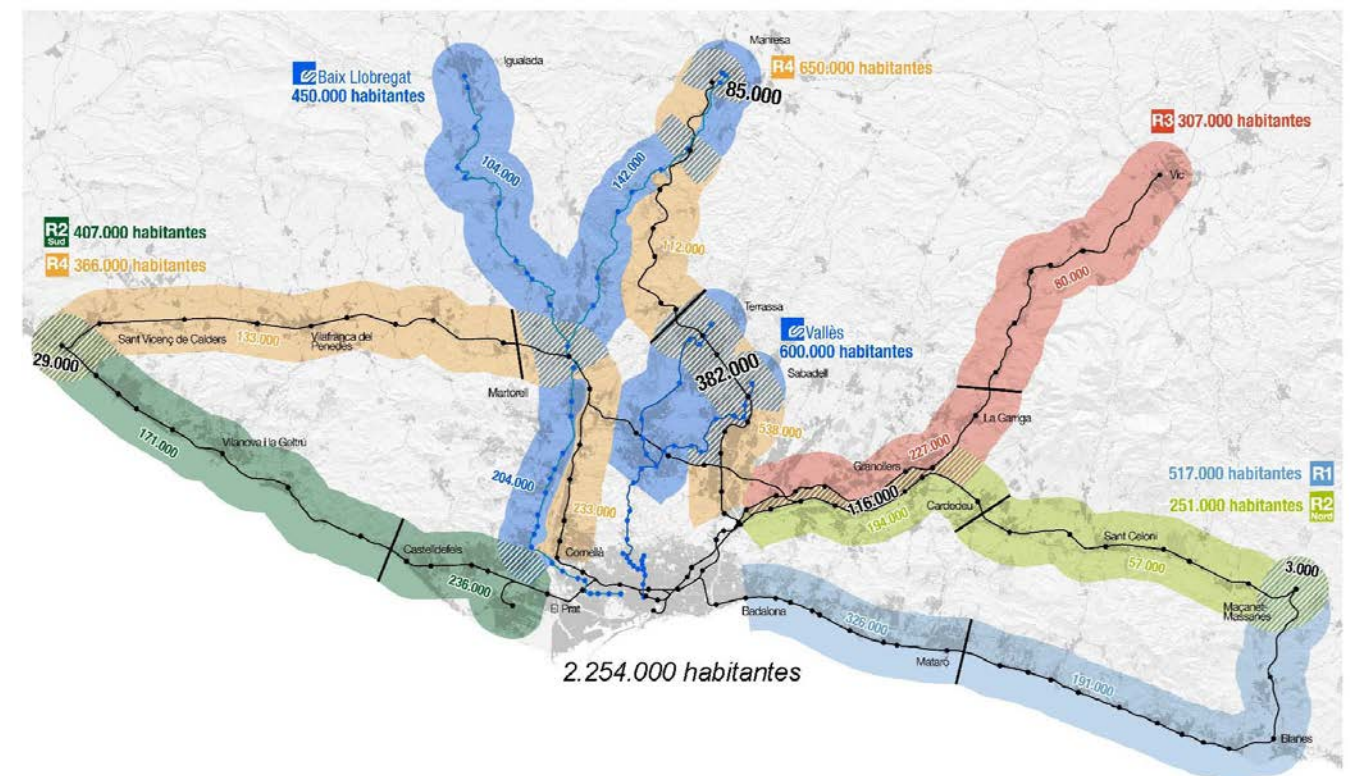 Manresa
Igualada
Baix Llobregat
450.000 habitantes
R4 650.000 habitantes
85.000
R3 307.000 habitantes
104.000
142.000
Vic
R2
Sud
407.000 habitantes
R4 366.000 habitantes
112.000
80.000
Terrassa
Vallès
600.000 habitantes
Sabadell
Sant Vicenç de Calders
133.000
Vilafranca del
Penedès
29.000
382.000
Martorell
La Garriga
538.000
171.000
Vilanova i la Geltrú
227.000
Granollers
517.000 habitantes R1
204.000
116.000
Cardedeu
251.000 habitantes R2
Nord
233.000
194.000
Sant Celoni
57.000
Castelldefels
Cornellà
3.000
236.000
El Prat
Badalona
Maçanet-
Massanes
326.000
Mataró
2.254.000 habitantes
191.000
Blanes